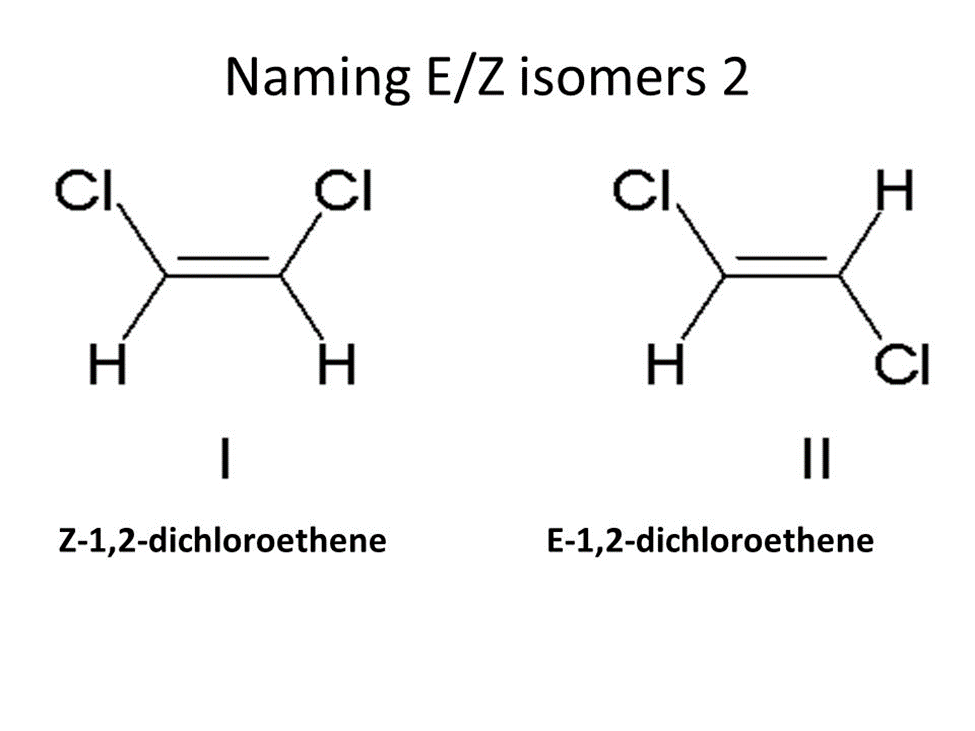 Naming E/Z isomers 2
Cl Cl Cl H
H H H Cl
I II
Z-1,2-dichloroethene E-1,2-dichloroethene